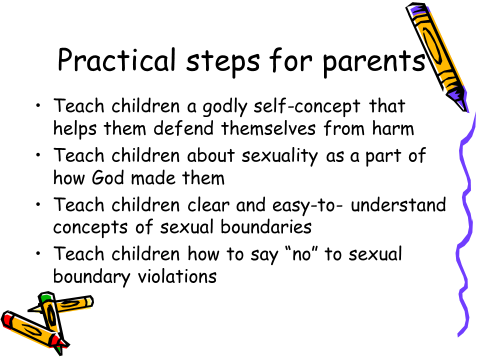 Practical steps for parents
• Teach children a godly self-concept that
helps them defend themselves from harm
• Teach children about sexuality as a part of
how God made them
• Teach children clear and easy-to- understand
concepts of sexual boundaries
• Teach children how to say “no” to sexual
boundary violations